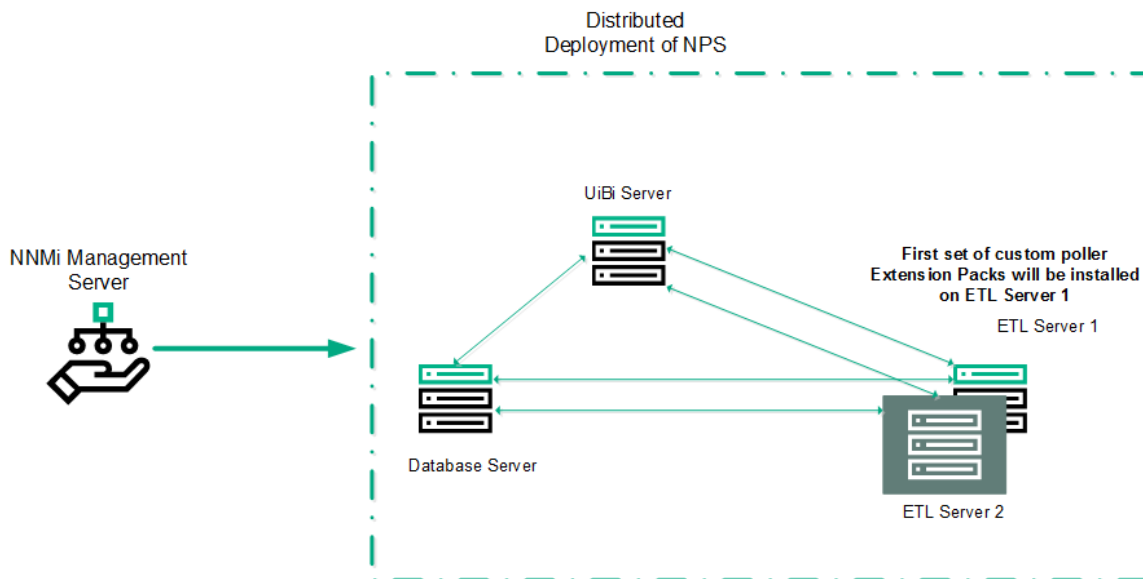 Distributed
Deployment of NPS
UiBi Server
NNMi Management
Server
First set of custom poller
Extension Packs will be installed
on ETL Server 1
ETL Server 1
Database Server
ETL Server 2